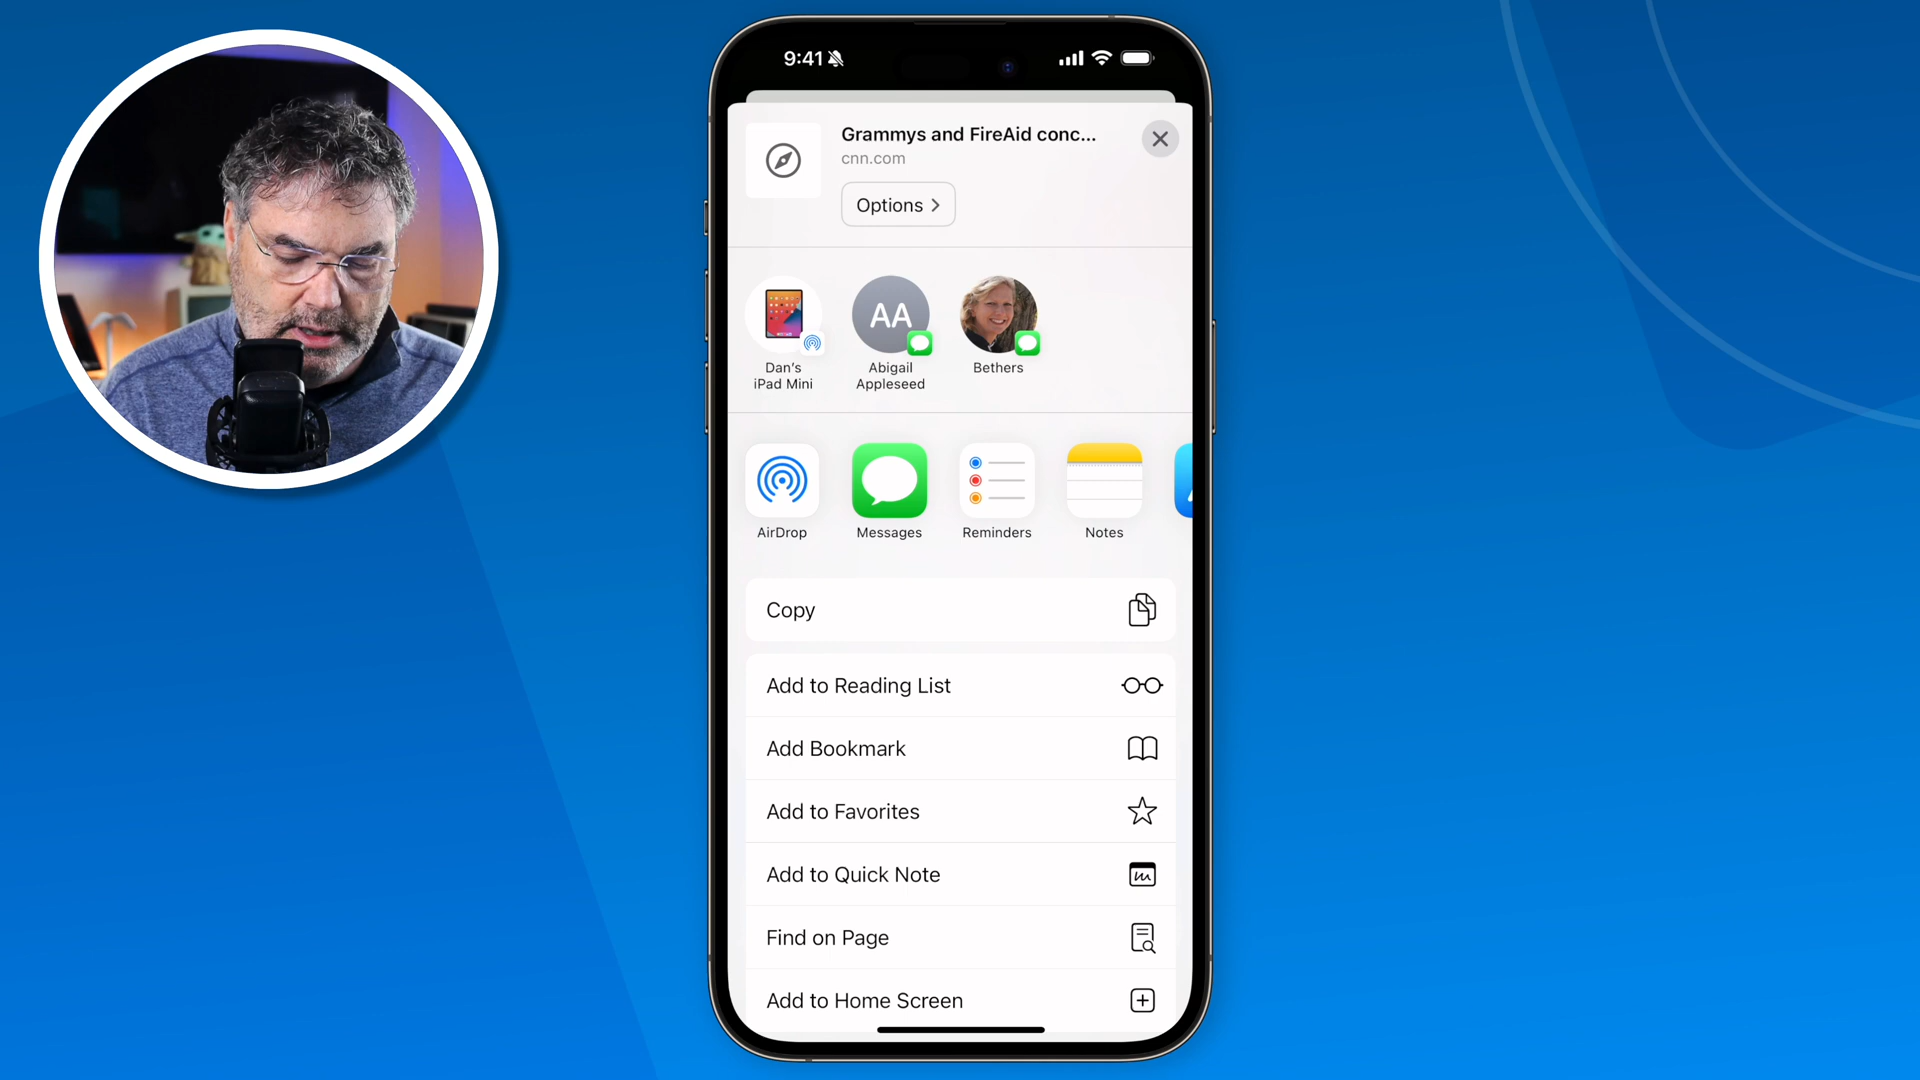 9:41
Grammys and FireAid conc...
cnn.com
Options
Dan's
iPad Mini
AA
Abigail
Appleseed
Bethers
AirDrop
Messages
Reminders
Notes
Copy
Add to Reading List
Add Bookmark
Add to Favorites
Add to Quick Note
Find on Page
Add to Home Screen